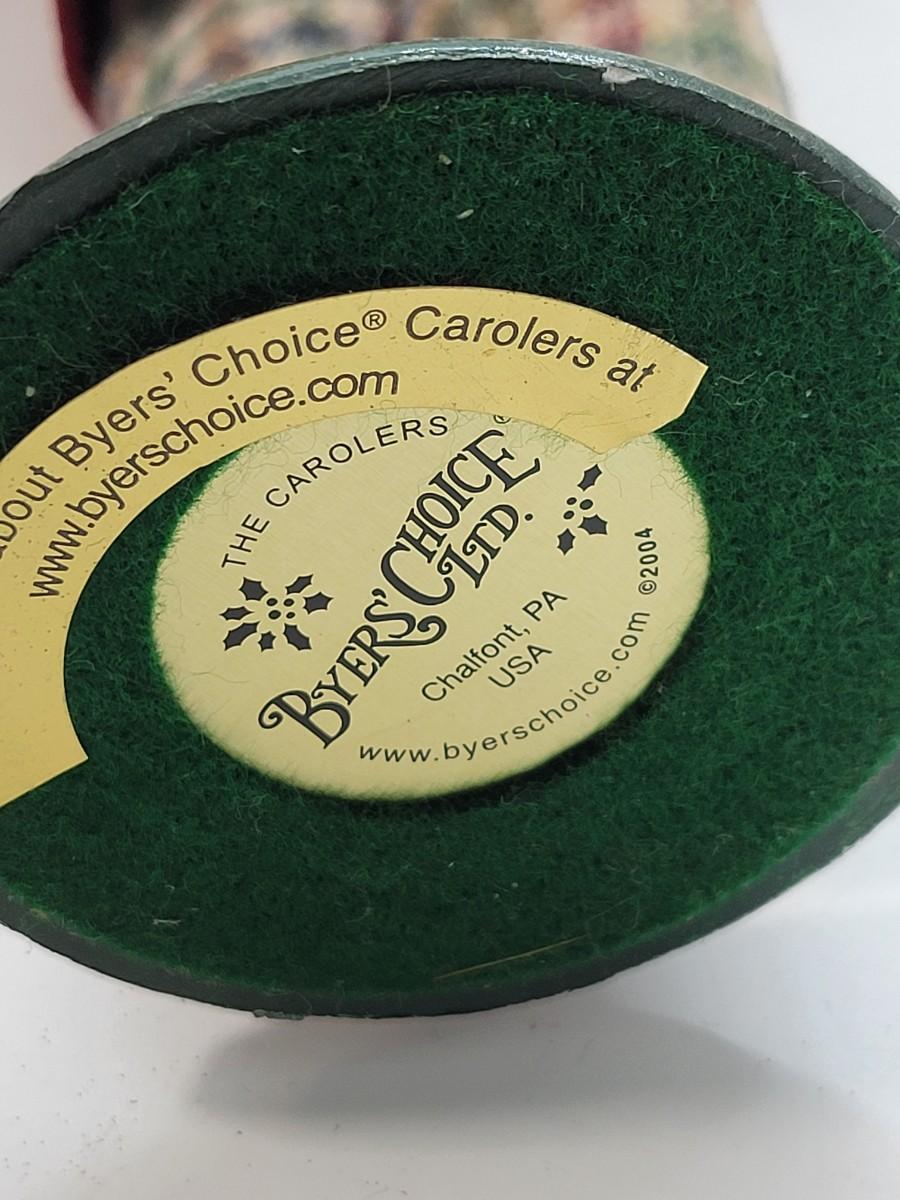 about Byers' Choice® Carolers at
www.byerschoice.com
THE CAROLERS
BYERS' CHOICE
LTD.
Chalfont, PA
USA
www.byerschoice.com ©2004